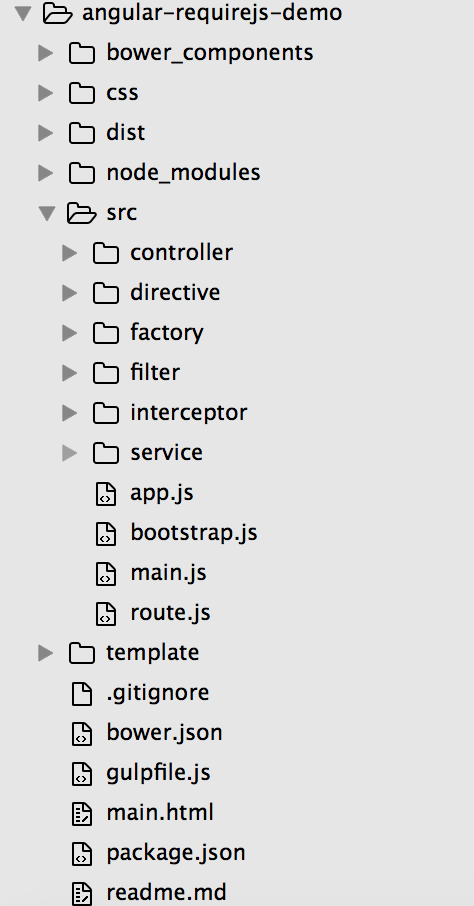 angular-requirejs-demo
bower_components
css
dist
node_modules
src
controller
directive
factory
filter
interceptor
service
app.js
bootstrap.js
main.js
route.js
template
.gitignore
bower.json
gulpfile.js
main.html
package.json
readme.md